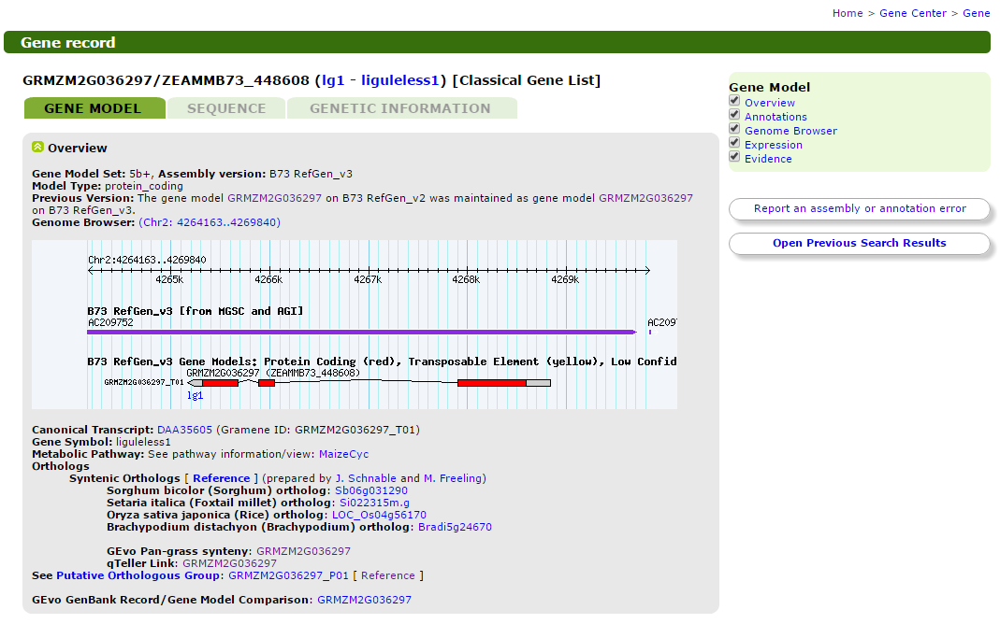 Home > Gene Center > Gene
Gene record
GRMZM2G036297/ZEAMMB73_448608 (lg1 - liguleless1) [Classical Gene List]
GENE MODEL SEQUENCE GENETIC INFORMATION
Overview
Gene Model Set: 5b+, Assembly version: B73 RefGen_v3
Model Type: protein_coding
Previous Version: The gene model GRMZM2G036297 on B73 RefGen_v2 was maintained as gene model GRMZM2G036297
on B73 RefGen_v3.
Genome Browser: (Chr2: 4264163..4269840)
Chr2:4264163..4269840
4265k 4266k 4267k 4268k 4269k
B73 RefGen_v3 [from MGSC and AGI]
AC209752 AC209
B73 RefGen_v3 Gene Models: Protein Coding (red), Transposable Element (yellow), Low Confid
GRMZM2G036297 (ZEAMMB73_448608)
GRMZM2G036297_T01
lg1
Canonical Transcript: DAA35605 (Gramene ID: GRMZM2G036297_T01)
Gene Symbol: liguleless1
Metabolic Pathway: See pathway information/view: MaizeCyc
Orthologs
Syntenic Orthologs [ Reference ] (prepared by J. Schnable and M. Freeling)
Sorghum bicolor (Sorghum) ortholog: Sb06g031290
Setaria italica (Foxtail millet) ortholog: Si022315m.g
Oryza sativa japonica (Rice) ortholog: LOC_Os04g56170
Brachypodium distachyon (Brachypodium) ortholog: Bradi5g24670
GEvo Pan-grass synteny: GRMZM2G036297
qTeller Link: GRMZM2G036297
See Putative Orthologous Group: GRMZM2G036297_P01 [ Reference ]
GEvo GenBank Record/Gene Model Comparison: GRMZM2G036297
Gene Model
Overview
Annotations
Genome Browser
Expression
Evidence
Report an assembly or annotation error
Open Previous Search Results